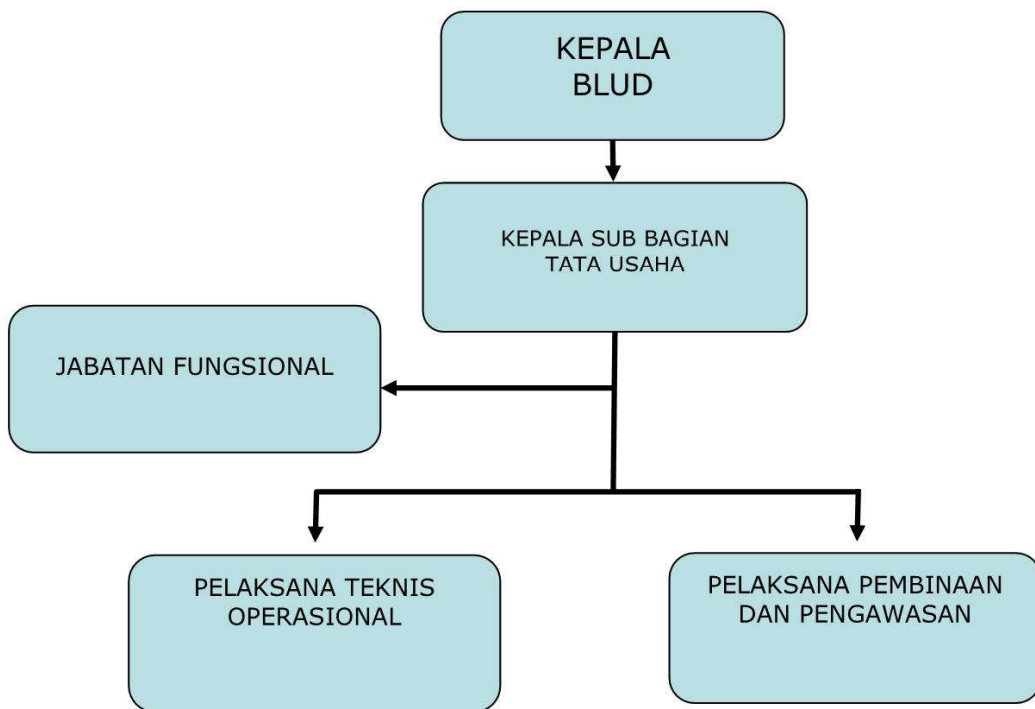 KEPALA
BLUD
KEPALA SUB BAGIAN
TATA USAHA
JABATAN FUNGSIONAL
PELAKSANA TEKNIS
OPERASIONAL
PELAKSANA PEMBINAAN
DAN PENGAWASAN